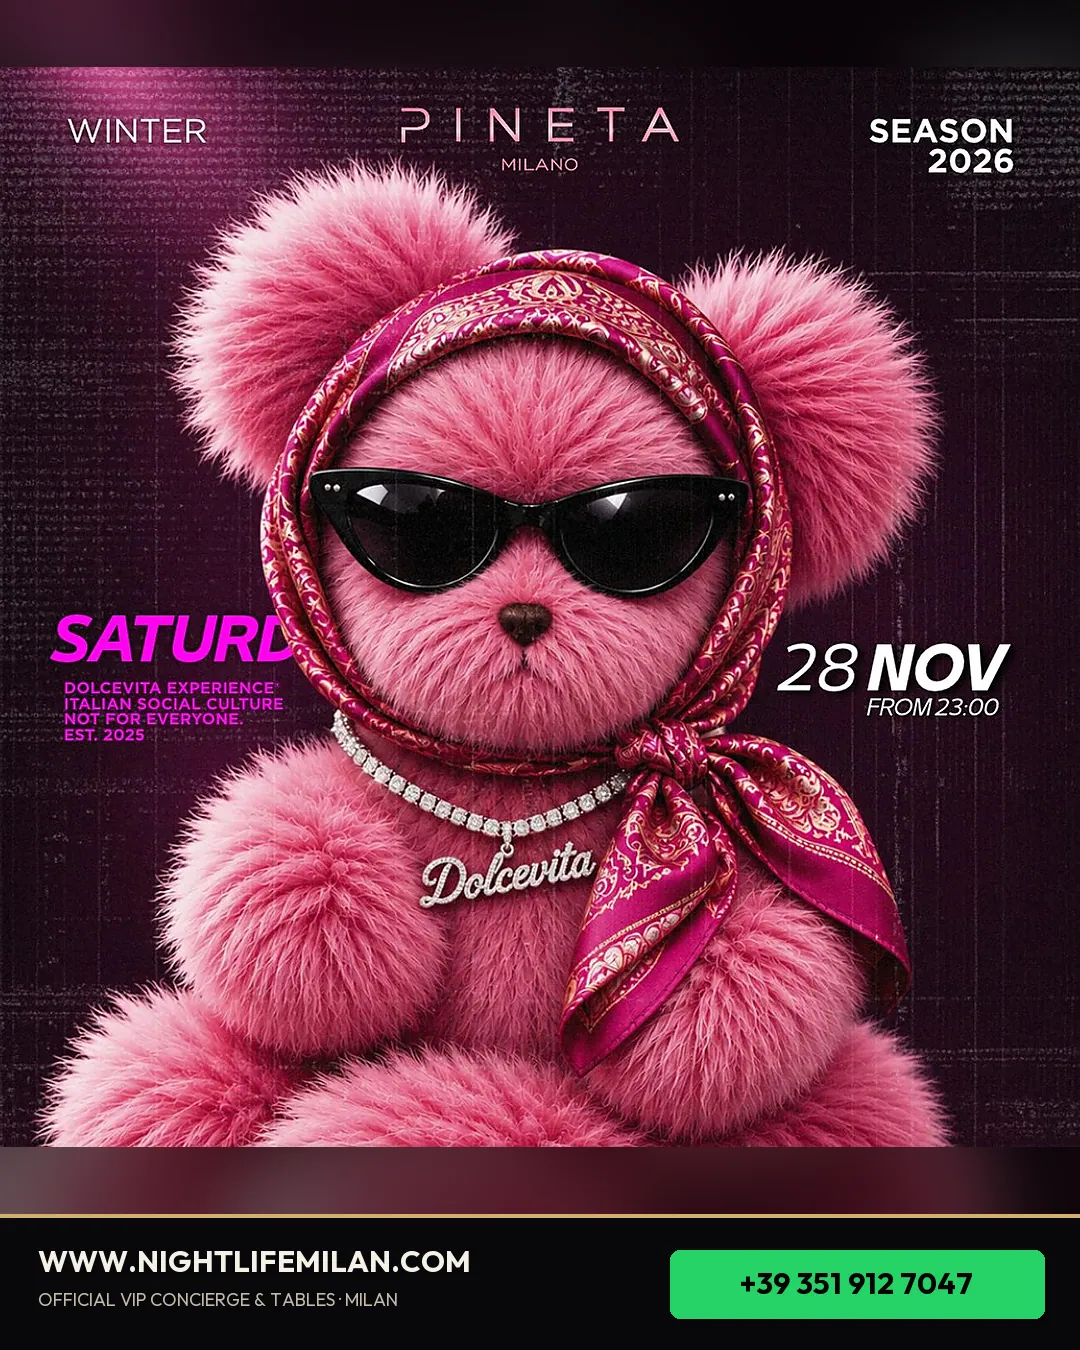 WINTER
PINETA
MILANO
SEASON
2026
SATURD
DOLCEVITA EXPERIENCE
ITALIAN SOCIAL CULTURE
NOT FOR EVERYONE.
EST. 2025
28 NOV
FROM 23:00
Dolcevita
WWW.NIGHTLIFEMILAN.COM
OFFICIAL VIP CONCIERGE & TABLES · MILAN
+39 351 912 7047